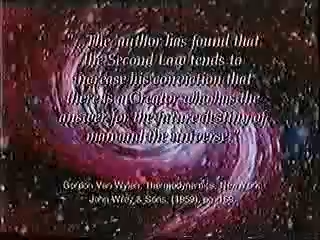 "...The author has found that
the Second Law tends to
increase his conviction that
there is a Creator who has the
answer for the future destiny of
man and the universe."
Gordon Van Wylen, Thermodynamics, New York:
John Wiley & Sons, (1959), pg 169